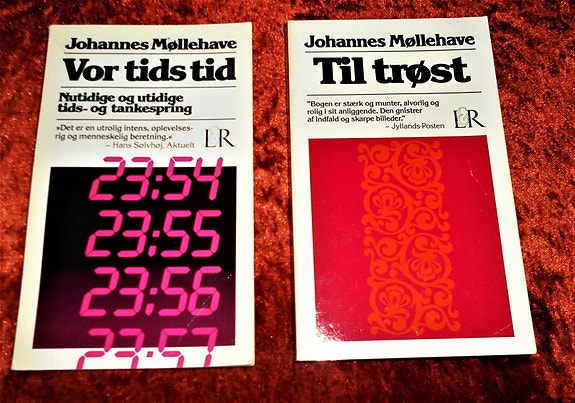 Johannes Møllehave
Vor tids tid
Nutidige og utidige
tids- og tankespring
»Det er en utrolig intens, oplevelses-
rig og menneskelig beretning.«
– Hans Sølvhøj, Aktuelt
LR
23:54
23:55
23:56
23:57
Johannes Møllehave
Til trøst
"Bogen er stærk og munter, alvorlig og
rolig i sit anliggende. Den gnistrer
af indfald og skarpe billeder."
– Jyllands-Posten
LR